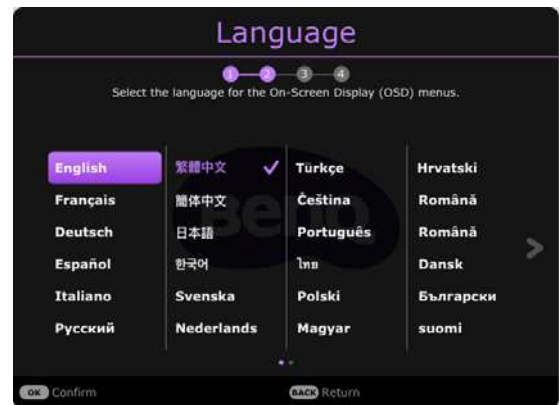 Language
1 2 3 4
Select the language for the On-Screen Display (OSD) menus.
English 繁體中文 Türkçe Hrvatski
Français 簡体中文 Čeština Română
Deutsch 日本語 Português Română
Español 한국어 ไทย Dansk
Italiano Svenska Polski Български
Русский Nederlands Magyar suomi
BenQ
OK Confirm BACK Return